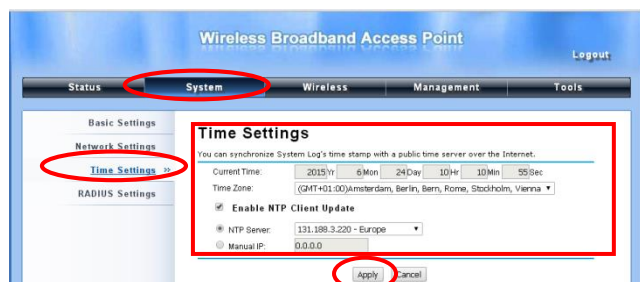 Wireless Broadband Access Point
Logout
Status System Wireless Management Tools
Basic Settings
Network Settings
Time Settings »
RADIUS Settings
Time Settings
You can synchronize System Log's time stamp with a public time server over the Internet.
Current Time: 2015 Yr 6 Mon 24 Day 10 Hr 10 Min 55 Sec
Time Zone: (GMT+01:00)Amsterdam, Berlin, Bern, Rome, Stockholm, Vienna
Enable NTP Client Update
NTP Server: 131.188.3.220 - Europe
Manual IP: 0.0.0.0
Apply Cancel